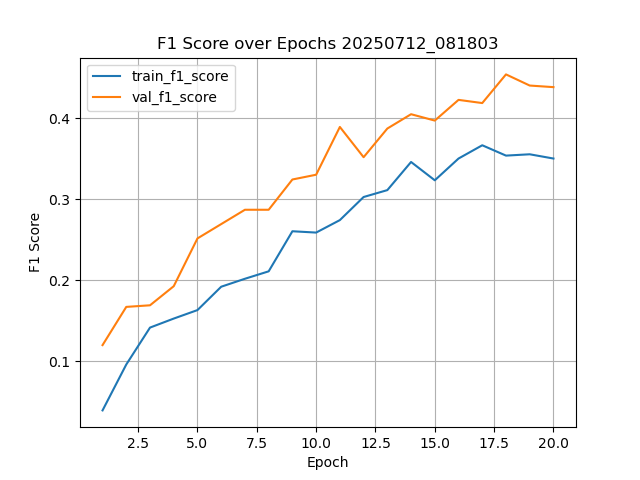 F1 Score over Epochs 20250712_081803
train_f1_score
val_f1_score
0.4
0.3
0.2
0.1
F1 Score
2.5 5.0 7.5 10.0 12.5 15.0 17.5 20.0
Epoch